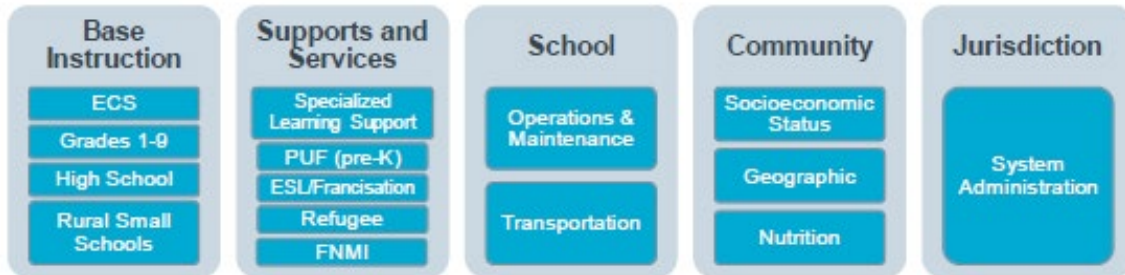 Base
Instruction
ECS
Grades 1-9
High School
Rural Small
Schools
Supports and
Services
Specialized
Learning Support
PUF (pre-K)
ESL/Francisation
Refugee
FNMI
School
Operations &
Maintenance
Transportation
Community
Socioeconomic
Status
Geographic
Nutrition
Jurisdiction
System
Administration